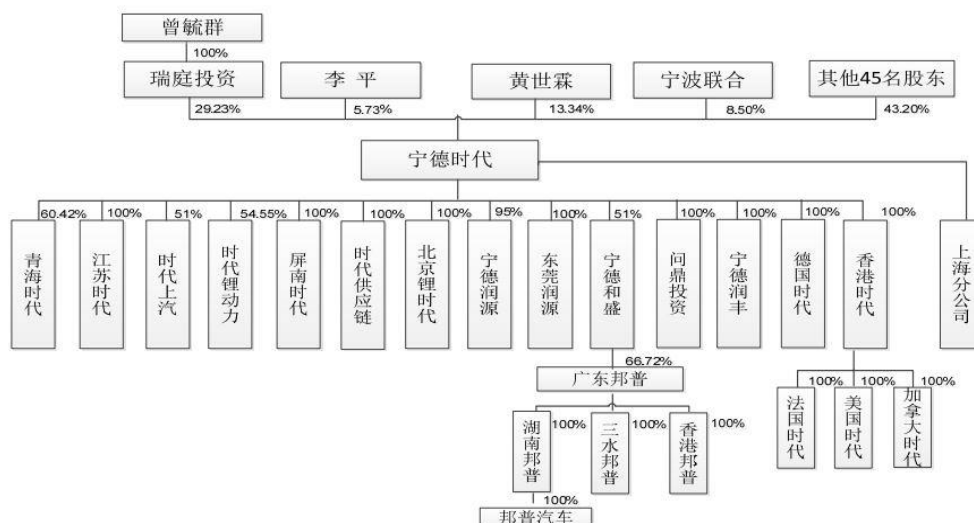 曾毓群
100%
瑞庭投资
李 平
黄世霖
宁波联合
其他45名股东
29.23%
5.73%
13.34%
8.50%
43.20%
宁德时代
60.42%
100%
51%
54.55%
100%
100%
100%
95%
100%
51%
100%
100%
100%
100%
青海时代
江苏时代
时代上汽
时代锂动力
屏南时代
时代供应链
北京锂时代
宁德润源
东莞润源
宁德和盛
问鼎投资
宁德润丰
德国时代
香港时代
上海分公司
66.72%
广东邦普
100%
100%
100%
湖南邦普
三水邦普
香港邦普
100%
100%
100%
法国时代
美国时代
加拿大时代
100%
邦普汽车